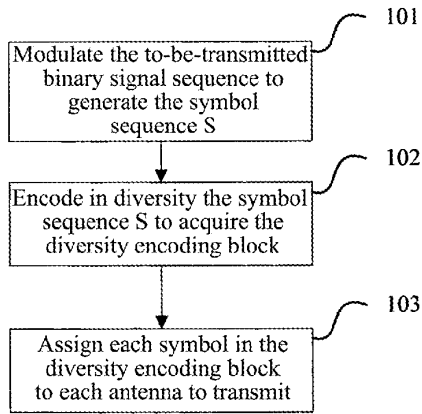 101
Modulate the to-be-transmitted
binary signal sequence to
generate the symbol
sequence S
102
Encode in diversity the symbol
sequence S to acquire the
diversity encoding block
103
Assign each symbol in the
diversity encoding block
to each antenna to transmit